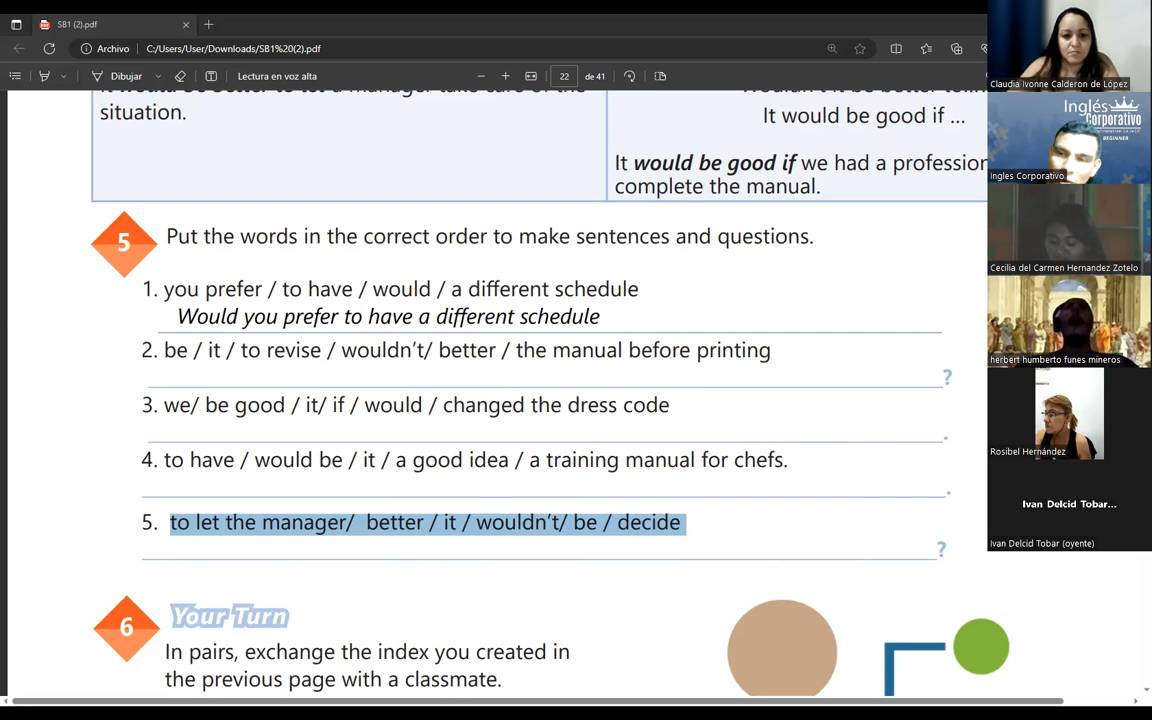 SB1 (2).pdf
Archivo
C:/Users/User/Downloads/SB1%20(2).pdf
Dibujar
Lectura en voz alta
22
de 41
situation.
It would be good if ...
It would be good if we had a profession
complete the manual.
5
Put the words in the correct order to make sentences and questions.
1. you prefer / to have / would / a different schedule
Would you prefer to have a different schedule
2. be / it / to revise / wouldn't/ better / the manual before printing
?
3. we/ be good / it/ if / would / changed the dress code
.
4. to have / would be / it / a good idea / a training manual for chefs.
.
5. to let the manager/ better / it / wouldn't/ be / decide
?
6
Your Turn
In pairs, exchange the index you created in
the previous page with a classmate.
Claudia Ivonne Calderon de López
Inglés
Corporativo
BEGINNER
Ingles Corporativo
Cecilia del Carmen Hernandez Zotelo
herbert humberto funes mineros
Rosibel Hernández
Ivan Delcid Tobar...
Ivan Delcid Tobar (oyente)